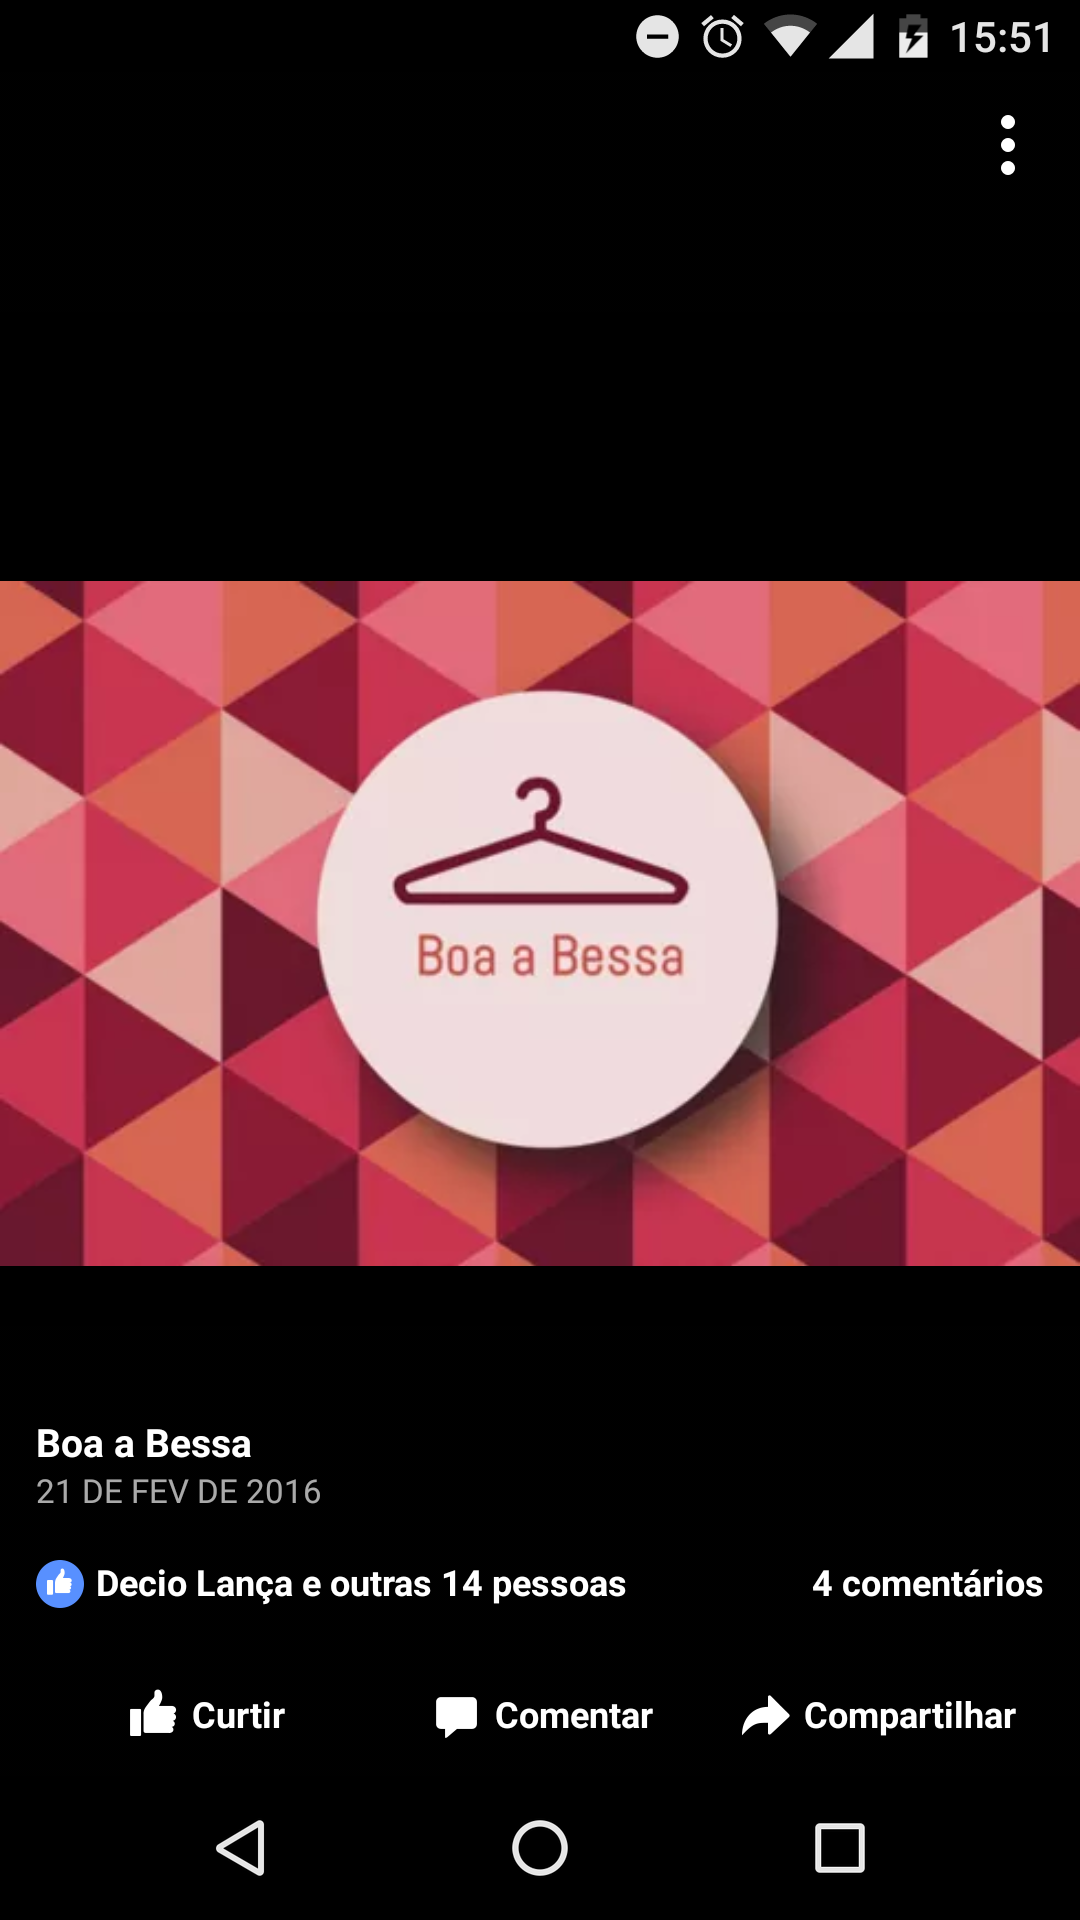 15:51
Boa a Bessa
Boa a Bessa
21 DE FEV DE 2016
Decio Lança e outras 14 pessoas
4 comentários
Curtir
Comentar
Compartilhar